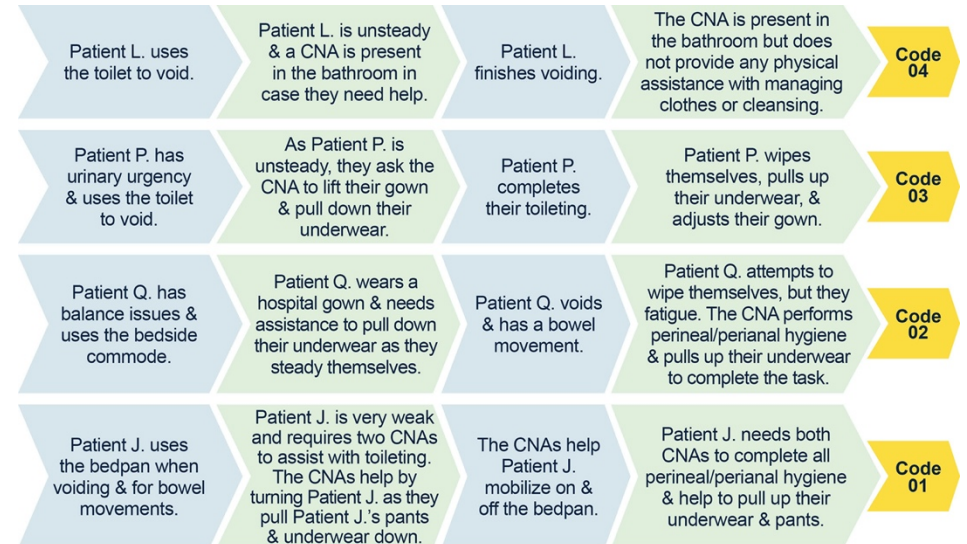 Patient L. uses
the toilet to void.
Patient L. is unsteady
& a CNA is present
in the bathroom in
case they need help.
Patient L.
finishes voiding.
The CNA is present in
the bathroom but does
not provide any physical
assistance with managing
clothes or cleansing.
Code
04
Patient P. has
urinary urgency
& uses the toilet
to void.
As Patient P. is
unsteady, they ask the
CNA to lift their gown
& pull down their
underwear.
Patient P.
completes
their toileting.
Patient P. wipes
themselves, pulls up
their underwear, &
adjusts their gown.
Code
03
Patient Q. has
balance issues &
uses the bedside
commode.
Patient Q. wears a
hospital gown & needs
assistance to pull down
their underwear as they
steady themselves.
Patient Q. voids
& has a bowel
movement.
Patient Q. attempts to
wipe themselves, but they
fatigue. The CNA performs
perineal/perianal hygiene
& pulls up their underwear
to complete the task.
Code
02
Patient J. uses
the bedpan when
voiding & for bowel
movements.
Patient J. is very weak
and requires two CNAs
to assist with toileting.
The CNAs help by
turning Patient J. as they
pull Patient J.'s pants
& underwear down.
The CNAs help
Patient J.
mobilize on &
off the bedpan.
Patient J. needs both
CNAs to complete all
perineal/perianal hygiene
& help to pull up their
underwear & pants.
Code
01